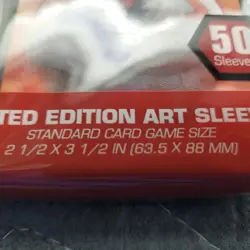 50
Sleeve
TED EDITION ART SLEE
STANDARD CARD GAME SIZE
2 1/2 X 3 1/2 IN (63.5 X 88 MM)